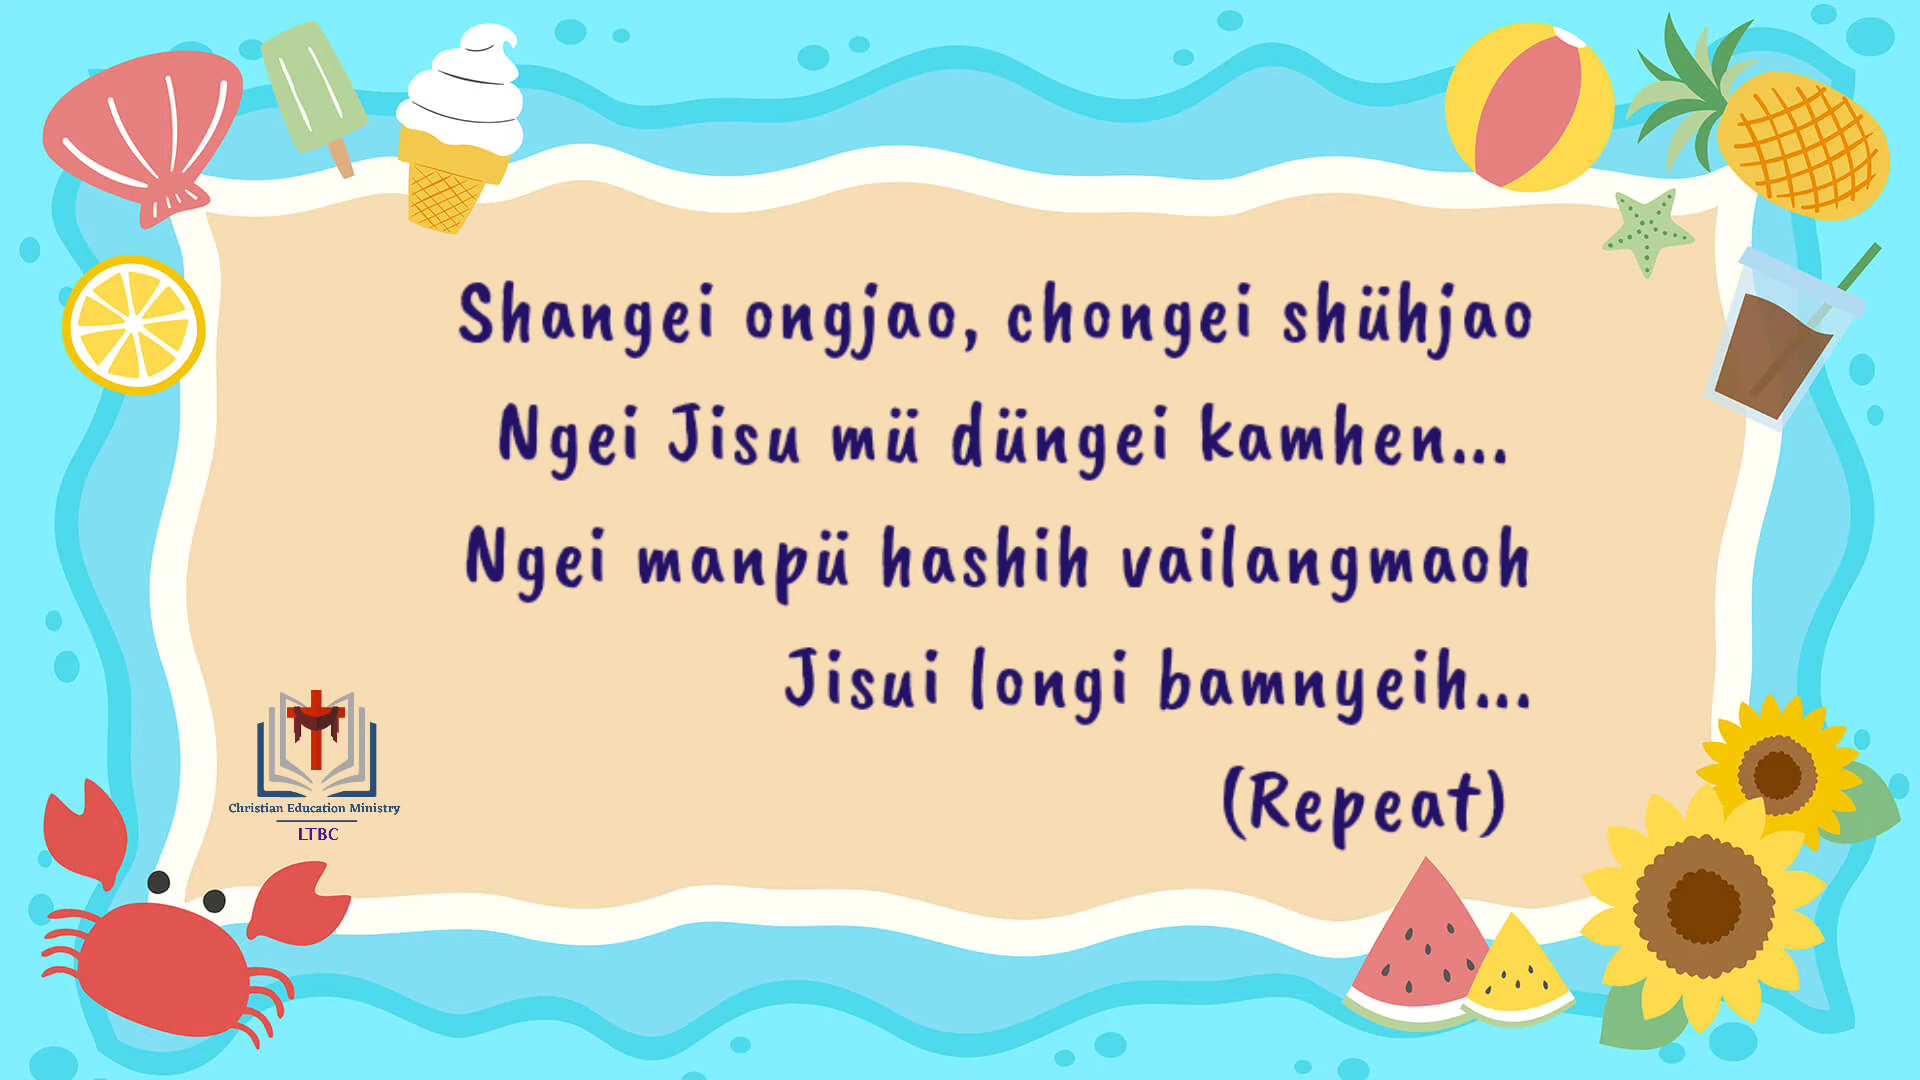 Shangei ongjao, chongei shühjao
Ngei Jisu mü düngei kamhen...
Ngei manpü hashih vailangmaoh
Jisui longi bamnyeih...
(Repeat)
Christian Education Ministry
LTBC